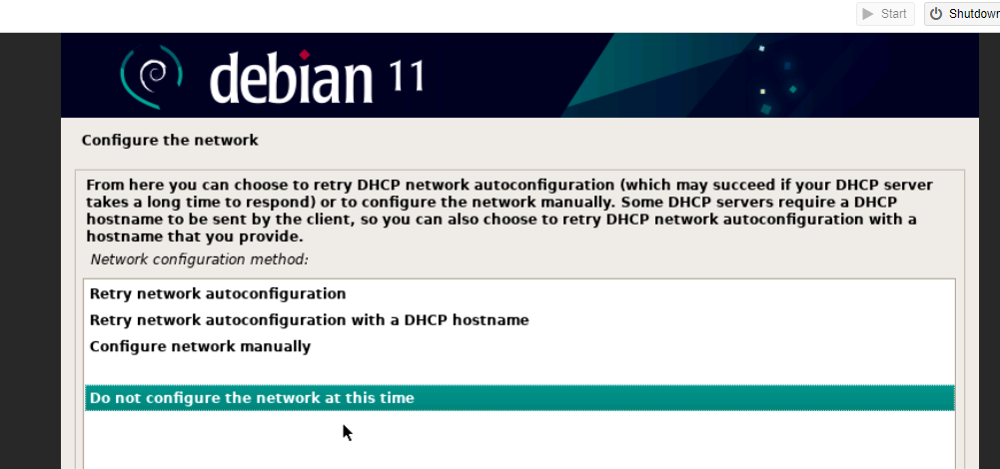 Start
Shutdown
debian 11
Configure the network
From here you can choose to retry DHCP network autoconfiguration (which may succeed if your DHCP server
takes a long time to respond) or to configure the network manually. Some DHCP servers require a DHCP
hostname to be sent by the client, so you can also choose to retry DHCP network autoconfiguration with a
hostname that you provide.
Network configuration method:
Retry network autoconfiguration
Retry network autoconfiguration with a DHCP hostname
Configure network manually
Do not configure the network at this time